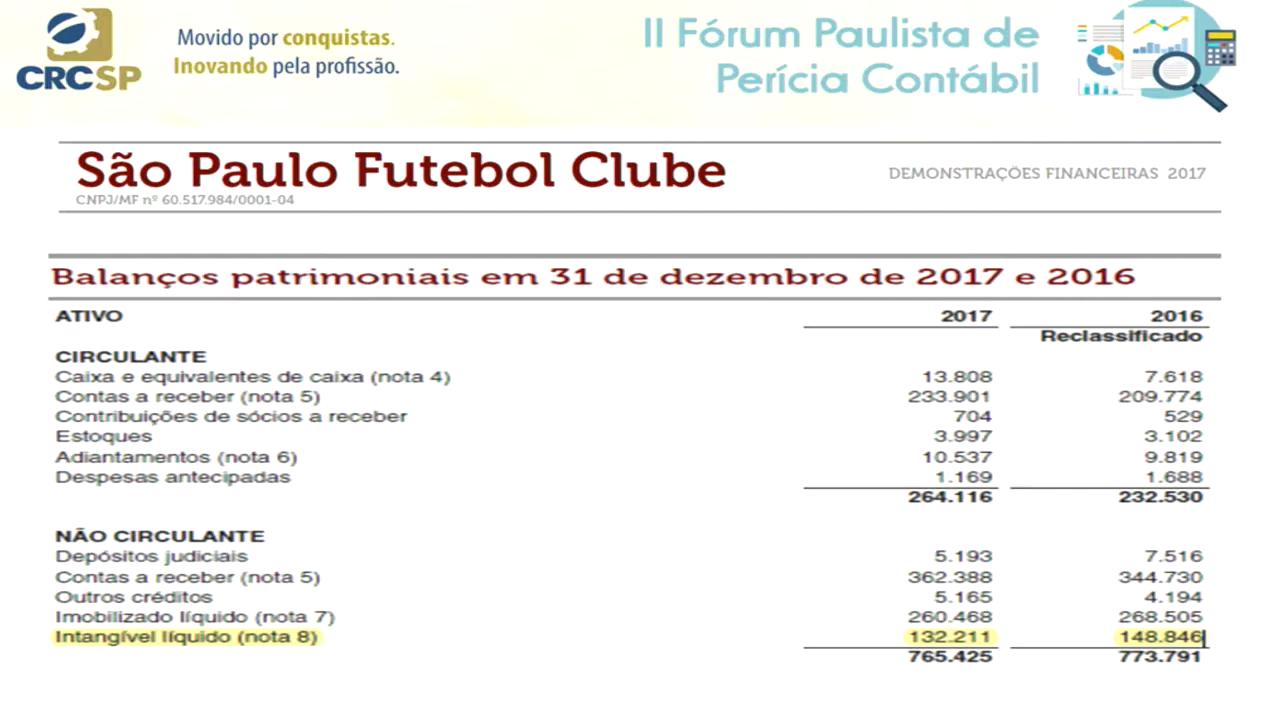 CRCSP
Movido por conquistas.
Inovando pela profissão.
II Fórum Paulista de
Perícia Contábil
São Paulo Futebol Clube
DEMONSTRAÇÕES FINANCEIRAS 2017
CNPJ/MF nº 60.517.984/0001-04
Balanços patrimoniais em 31 de dezembro de 2017 e 2016
ATIVO 2017 2016
Reclassificado
CIRCULANTE
Caixa e equivalentes de caixa (nota 4) 13.808 7.618
Contas a receber (nota 5) 233.901 209.774
Contribuições de sócios a receber 704 529
Estoques 3.997 3.102
Adiantamentos (nota 6) 10.537 9.819
Despesas antecipadas 1.169 1.688
264.116 232.530
NÃO CIRCULANTE
Depósitos judiciais 5.193 7.516
Contas a receber (nota 5) 362.388 344.730
Outros créditos 5.165 4.194
Imobilizado líquido (nota 7) 260.468 268.505
Intangível líquido (nota 8) 132.211 148.846
765.425 773.791